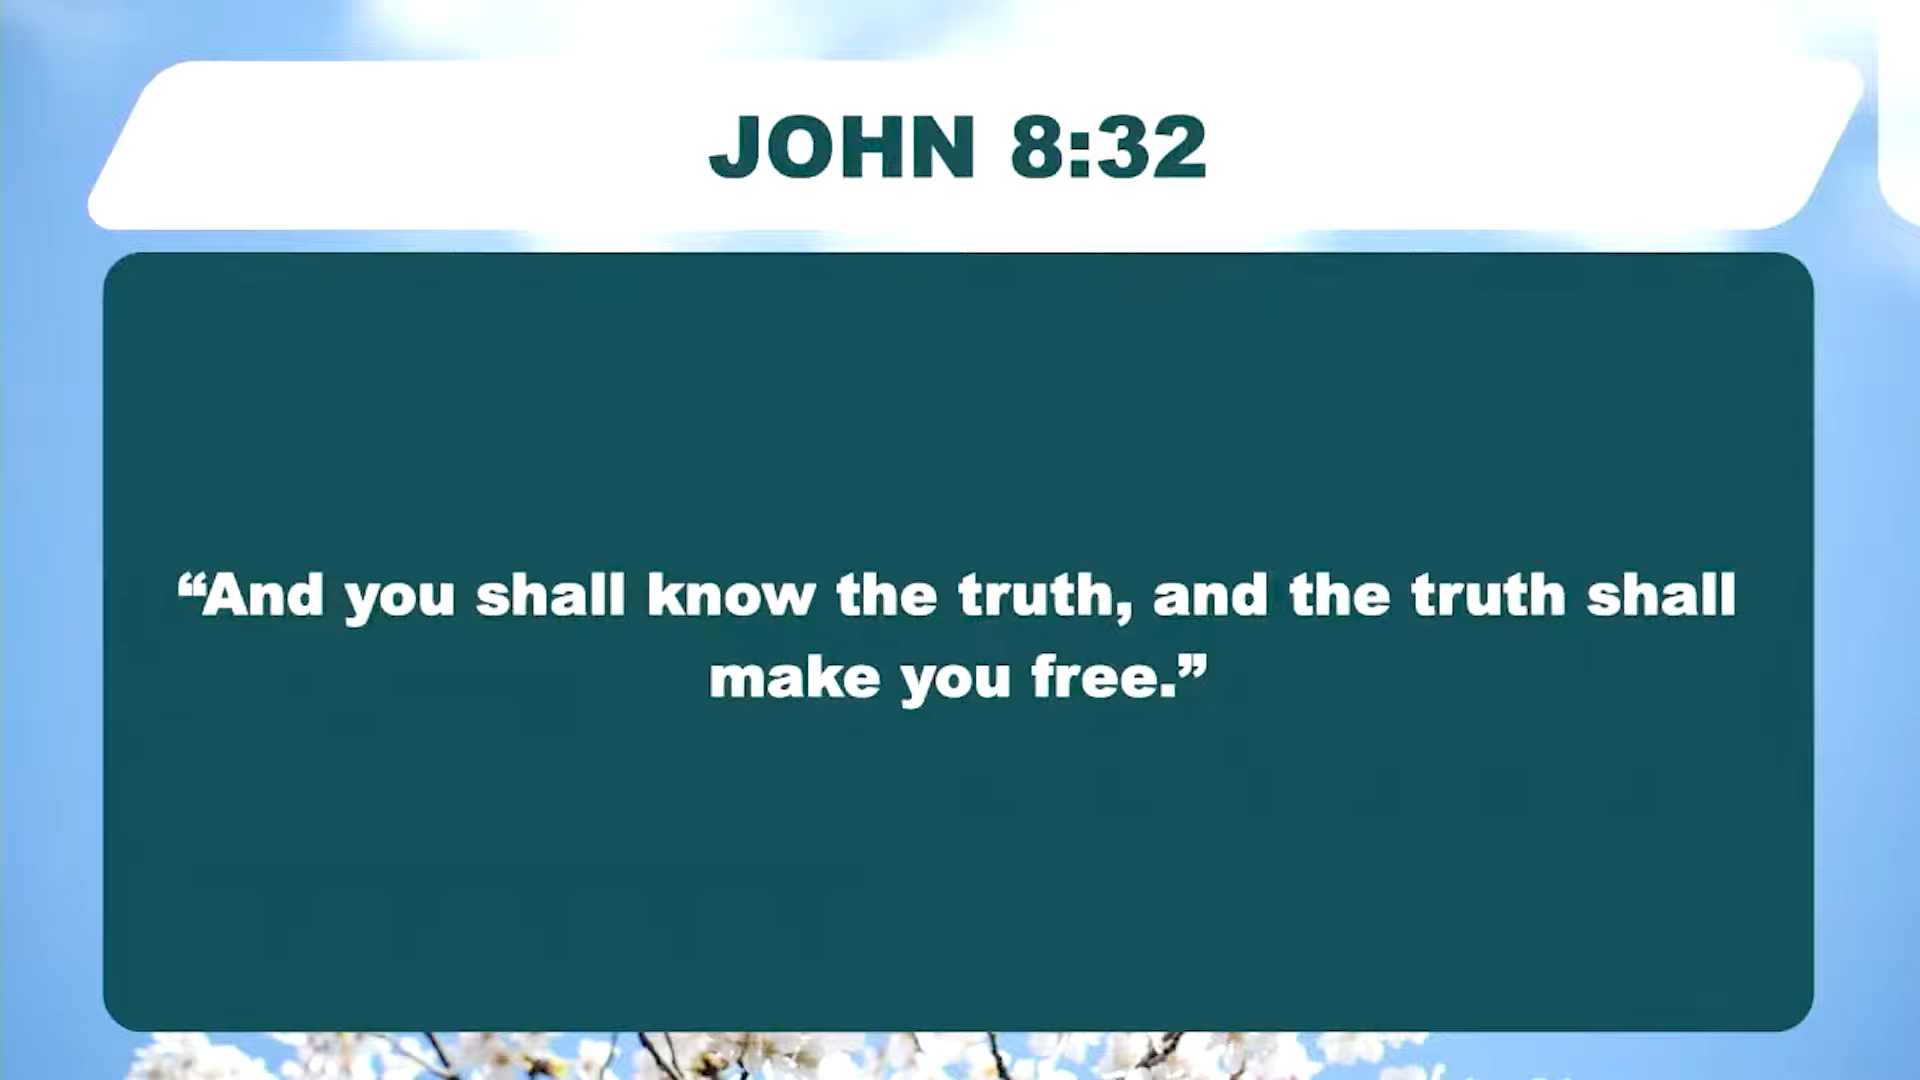 JOHN 8:32
“And you shall know the truth, and the truth shall
make you free.”